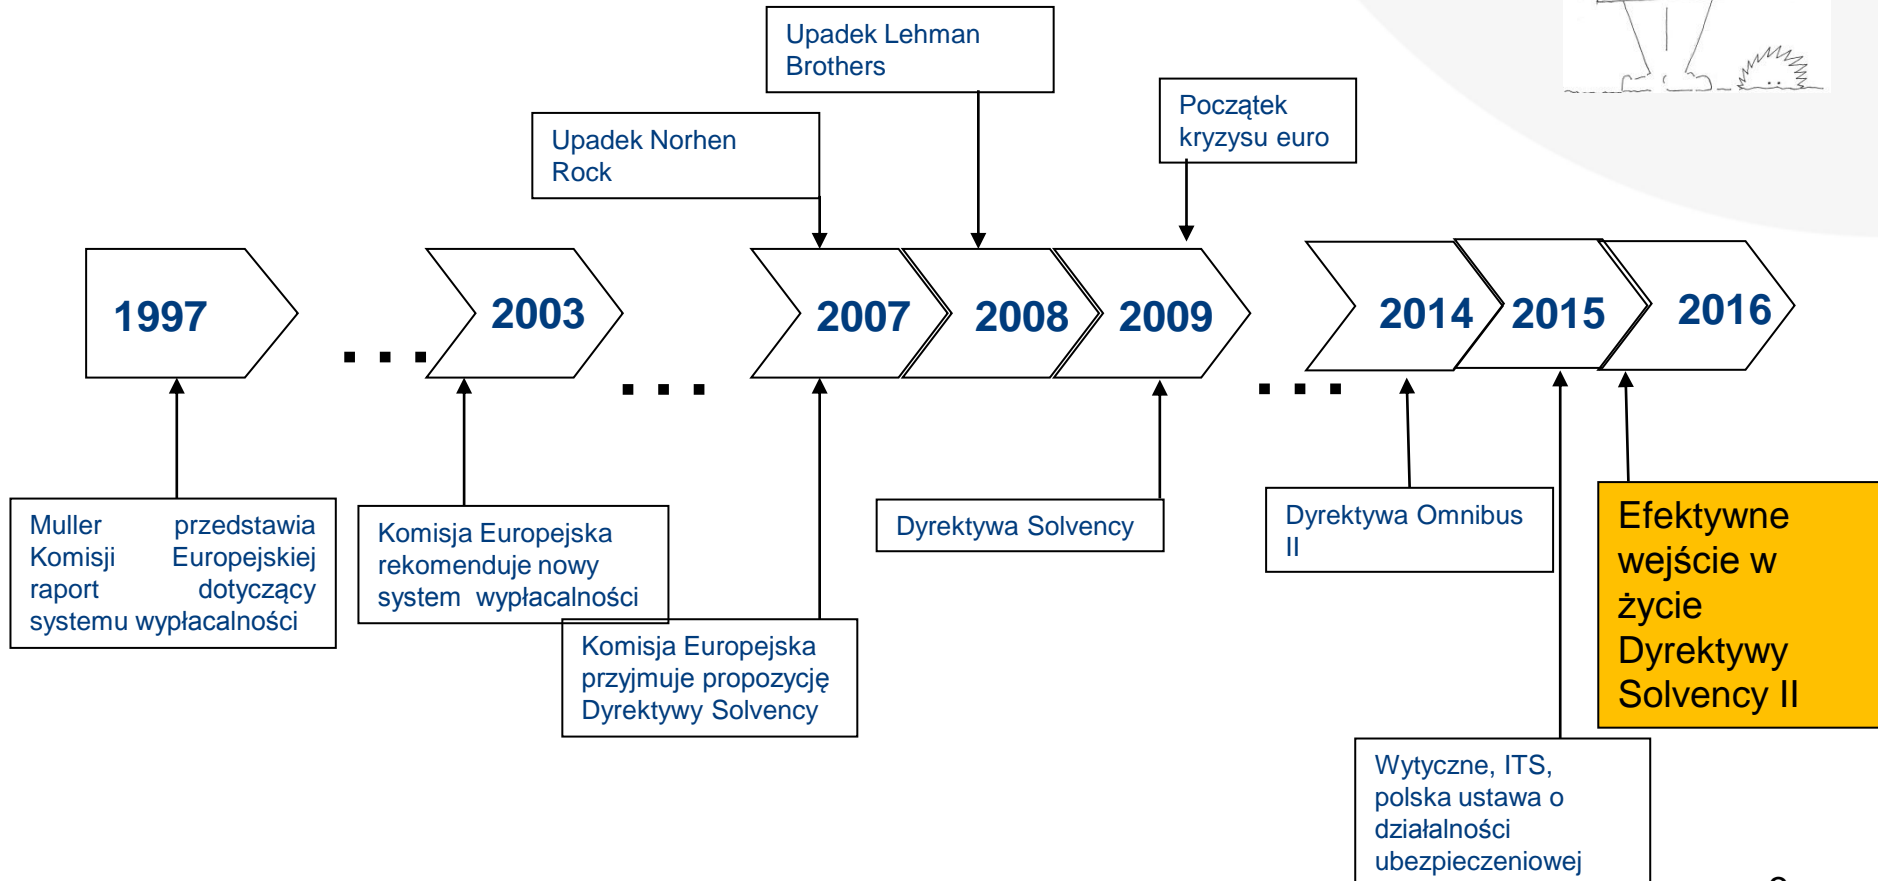 Upadek Lehman
Brothers
Początek
kryzysu euro
Upadek Norhen
Rock
1997
2003
2007
2008
2009
2014
2015
2016
. . .
. . .
. . .
Muller przedstawia
Komisji Europejskiej
raport dotyczący
systemu wypłacalności
Komisja Europejska
rekomenduje nowy
system wypłacalności
Komisja Europejska
przyjmuje propozycję
Dyrektywy Solvency
Dyrektywa Solvency
Dyrektywa Omnibus
II
Wytyczne, ITS,
polska ustawa o
działalności
ubezpieczeniowej
Efektywne
wejście w
życie
Dyrektywy
Solvency II